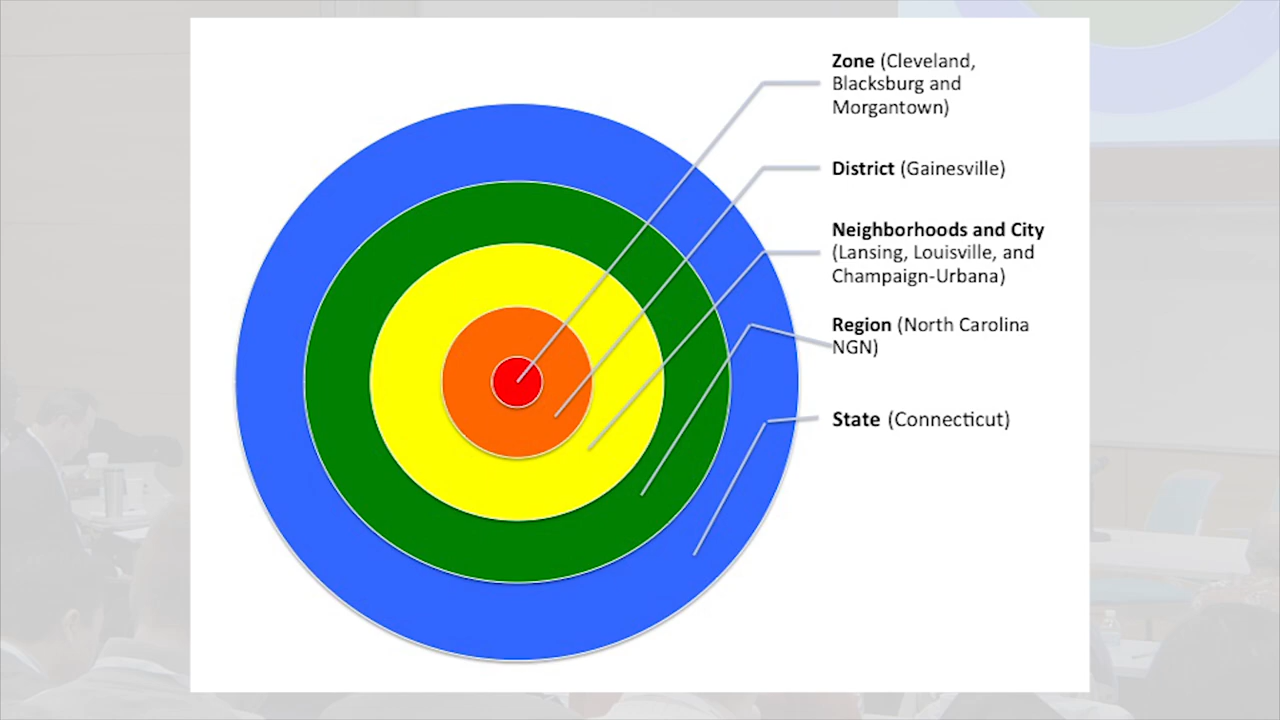 Zone (Cleveland,
Blacksburg and
Morgantown)
District (Gainesville)
Neighborhoods and City
(Lansing, Louisville, and
Champaign-Urbana)
Region (North Carolina
NGN)
State (Connecticut)